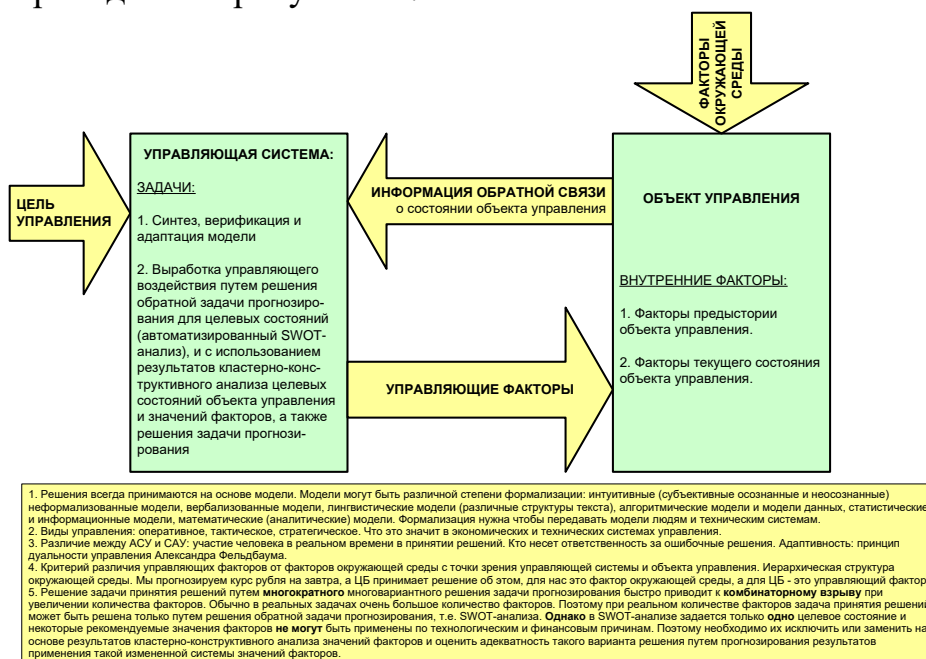 ФАКТОРЫ
ОКРУЖАЮЩЕЙ
СРЕДЫ
ЦЕЛЬ
УПРАВЛЕНИЯ
УПРАВЛЯЮЩАЯ СИСТЕМА:
ЗАДАЧИ:
1. Синтез, верификация и
адаптация модели
2. Выработка управляющего
воздействия путем решения
обратной задачи прогнозиро-
вания для целевых состояний
(автоматизированный SWOT-
анализ), и с использованием
результатов кластерно-конс-
труктивного анализа целевых
состояний объекта управления
и значений факторов, а также
решения задачи прогнози-
рования
ИНФОРМАЦИЯ ОБРАТНОЙ СВЯЗИ
о состоянии объекта управления
УПРАВЛЯЮЩИЕ ФАКТОРЫ
ОБЪЕКТ УПРАВЛЕНИЯ
ВНУТРЕННИЕ ФАКТОРЫ:
1. Факторы предыстории
объекта управления.
2. Факторы текущего состояния
объекта управления.
1. Решения всегда принимаются на основе модели. Модели могут быть различной степени формализации: интуитивные (субъективные осознанные и неосознанные)
неформализованные модели, вербализованные модели, лингвистические модели (различные структуры текста), алгоритмические модели и модели данных, статистические
и информационные модели, математические (аналитические) модели. Формализация нужна чтобы передавать модели людям и техническим системам.
2. Виды управления: оперативное, тактическое, стратегическое. Что это значит в экономических и технических системах управления.
3. Различие между АСУ и САУ: участие человека в реальном времени в принятии решений. Кто несет ответственность за ошибочные решения. Адаптивность: принцип
дуальности управления Александра Фельдбаума.
4. Критерий различия управляющих факторов от факторов окружающей среды с точки зрения управляющей системы и объекта управления. Иерархическая структура
окружающей среды. Мы прогнозируем курс рубля на завтра, а ЦБ принимает решение об этом, для нас это фактор окружающей среды, а для ЦБ - это управляющий фактор
5. Решение задачи принятия решений путем многократного многовариантного решения задачи прогнозирования быстро приводит к комбинаторному взрыву при
увеличении количества факторов. Обычно в реальных задачах очень большое количество факторов. Поэтому при реальном количестве факторов задача принятия решений
может быть решена только путем решения обратной задачи прогнозирования, т.е. SWOT-анализа. Однако в SWOT-анализе задается только одно целевое состояние и
некоторые рекомендуемые значения факторов не могут быть применены по технологическим и финансовым причинам. Поэтому необходимо их исключить или заменить на
основе результатов кластерно-конструктивного анализа значений факторов и оценить адекватность такого варианта решения путем прогнозирования результатов
применения такой измененной системы значений факторов.